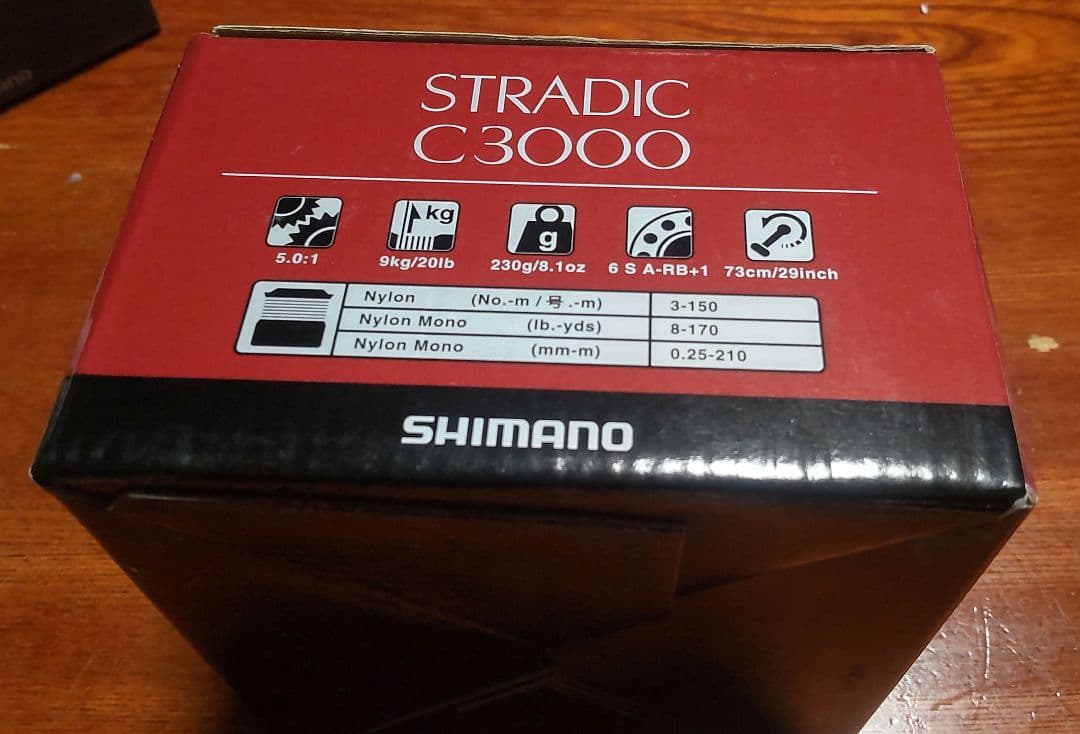 STRADIC
C3000
kg
g
5.0:1 9kg/20lb 230g/8.1oz 6 S A-RB+1 73cm/29inch
Nylon (No.-m / 号.-m) 3-150
Nylon Mono (lb.-yds) 8-170
Nylon Mono (mm-m) 0.25-210
SHIMANO